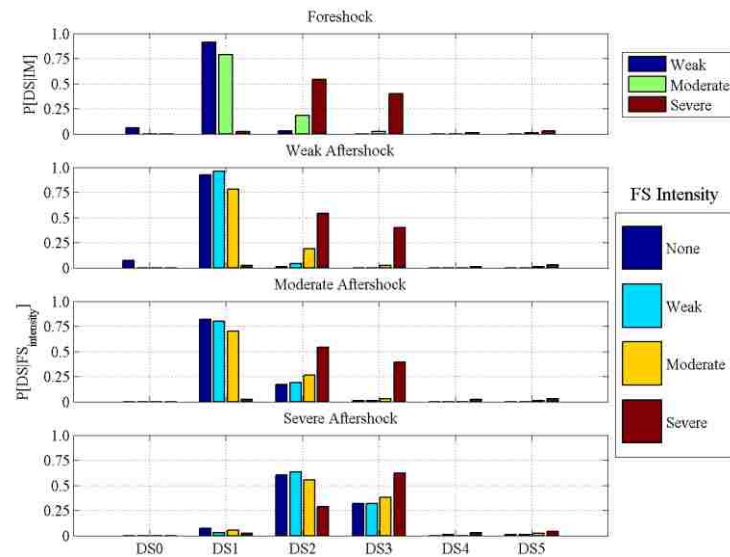 Foreshock
P[DS|IM]
1.0
0.75
0.5
0.25
0
Weak
Moderate
Severe
Weak Aftershock
1.0
0.75
0.5
0.25
0
Moderate Aftershock
P[DS|FS intensity]
1.0
0.75
0.5
0.25
0
Severe Aftershock
1.0
0.75
0.5
0.25
0
DS0 DS1 DS2 DS3 DS4 DS5
FS Intensity
None
Weak
Moderate
Severe